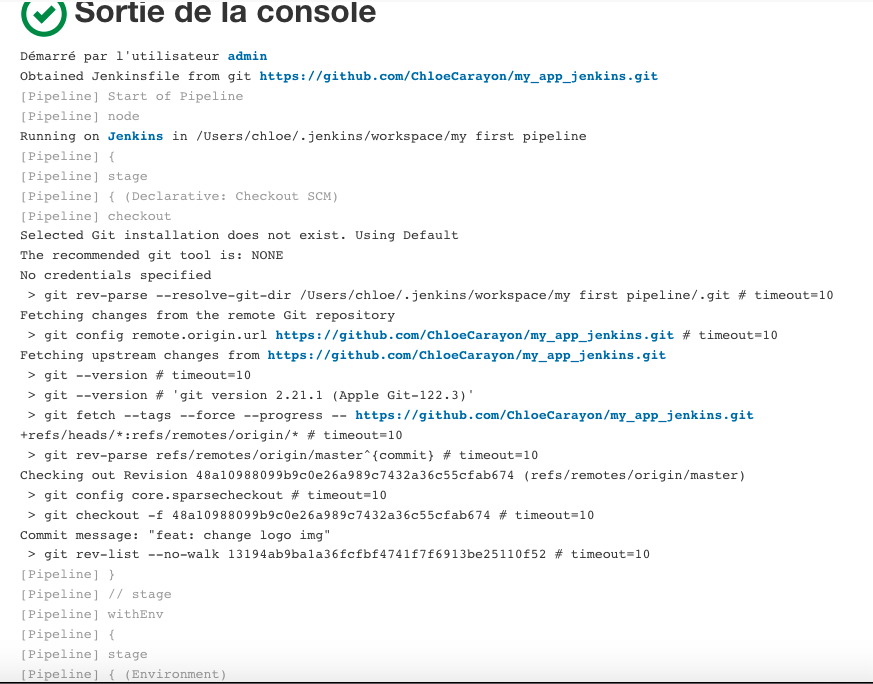 Sortie de la console
Démarré par l'utilisateur admin
Obtained Jenkinsfile from git https://github.com/ChloeCarayon/my_app_jenkins.git
[Pipeline] Start of Pipeline
[Pipeline] node
Running on Jenkins in /Users/chloe/.jenkins/workspace/my first pipeline
[Pipeline] {
[Pipeline] stage
[Pipeline] { (Declarative: Checkout SCM)
[Pipeline] checkout
Selected Git installation does not exist. Using Default
The recommended git tool is: NONE
No credentials specified
 > git rev-parse --resolve-git-dir /Users/chloe/.jenkins/workspace/my first pipeline/.git # timeout=10
Fetching changes from the remote Git repository
 > git config remote.origin.url https://github.com/ChloeCarayon/my_app_jenkins.git # timeout=10
Fetching upstream changes from https://github.com/ChloeCarayon/my_app_jenkins.git
 > git --version # timeout=10
 > git --version # 'git version 2.21.1 (Apple Git-122.3)'
 > git fetch --tags --force --progress -- https://github.com/ChloeCarayon/my_app_jenkins.git
+refs/heads/*:refs/remotes/origin/* # timeout=10
 > git rev-parse refs/remotes/origin/master^{commit} # timeout=10
Checking out Revision 48a10988099b9c0e26a989c7432a36c55cfab674 (refs/remotes/origin/master)
 > git config core.sparsecheckout # timeout=10
 > git checkout -f 48a10988099b9c0e26a989c7432a36c55cfab674 # timeout=10
Commit message: "feat: change logo img"
 > git rev-list --no-walk 13194ab9ba1a36fcfbf4741f7f6913be25110f52 # timeout=10
[Pipeline] }
[Pipeline] // stage
[Pipeline] withEnv
[Pipeline] {
[Pipeline] stage
[Pipeline] { (Environment)